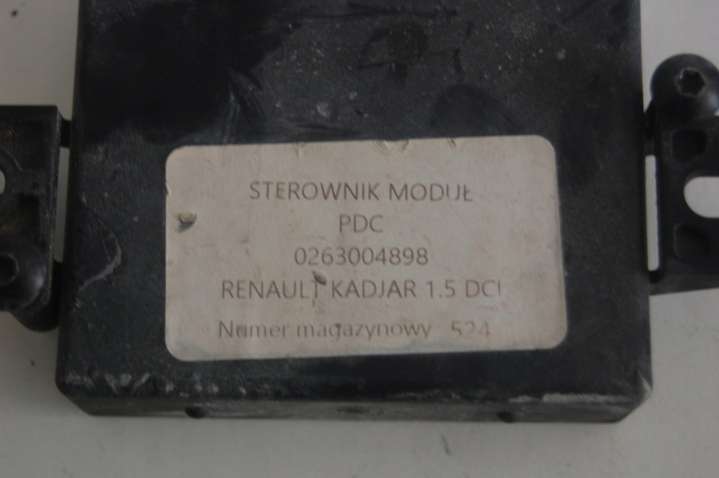 STEROWNIK MODUŁ
PDC
0263004898
RENAULT KADJAR 1.5 DCI
Numer magazynowy 524